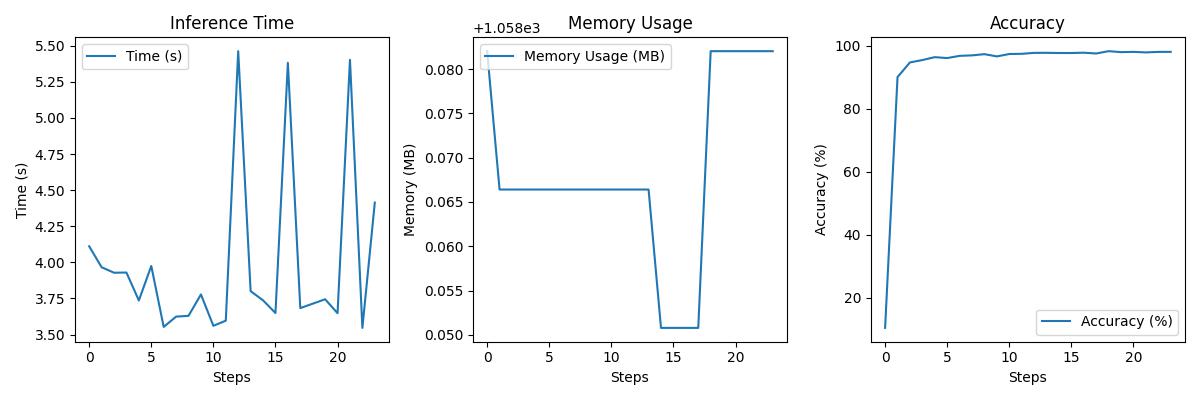 Inference Time
Time (s)
Time (s)
5.50
5.25
5.00
4.75
4.50
4.25
4.00
3.75
3.50
0 5 10 15 20
Steps
+1.058e3
Memory Usage
Memory Usage (MB)
Memory (MB)
0.080
0.075
0.070
0.065
0.060
0.055
0.050
0 5 10 15 20
Steps
Accuracy
Accuracy (%)
100
80
60
40
20
Accuracy (%)
0 5 10 15 20
Steps